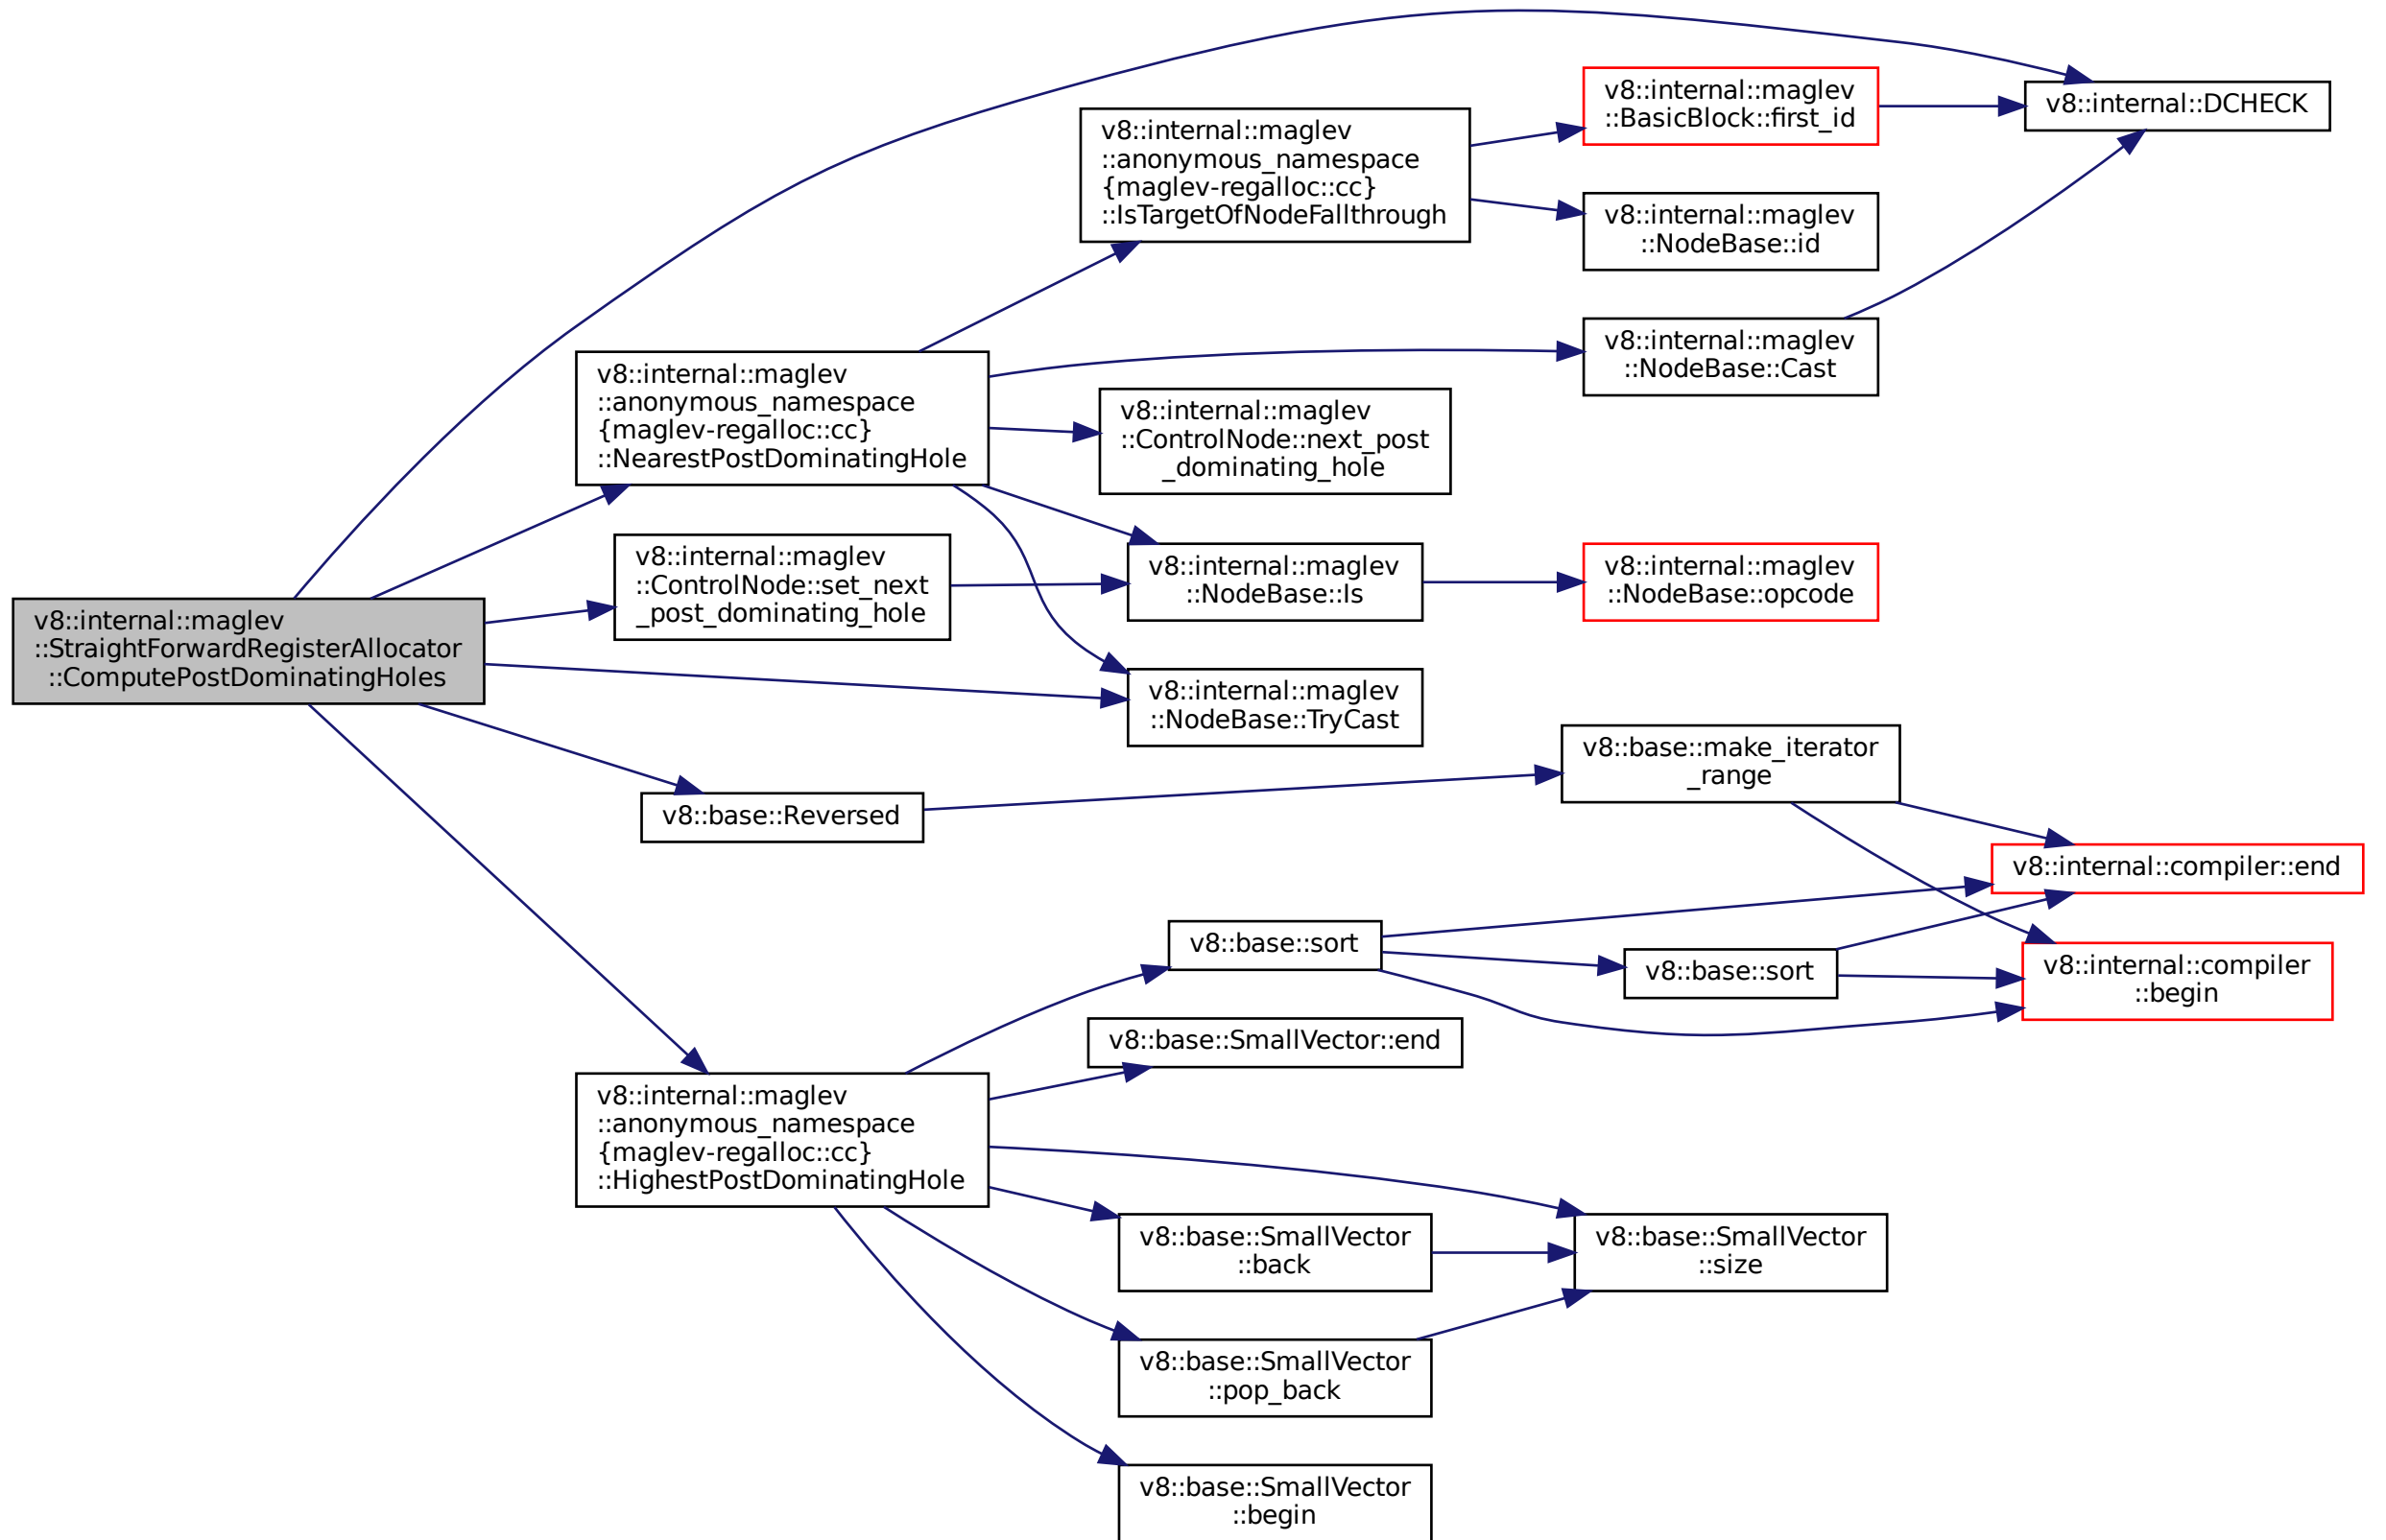 v8::internal::maglev
::StraightForwardRegisterAllocator
::ComputePostDominatingHoles
v8::internal::DCHECK
v8::internal::maglev
::anonymous_namespace
{maglev-regalloc::cc}
::NearestPostDominatingHole
v8::internal::maglev
::anonymous_namespace
{maglev-regalloc::cc}
::IsTargetOfNodeFallthrough
v8::internal::maglev
::BasicBlock::first_id
v8::internal::maglev
::NodeBase::id
v8::internal::maglev
::NodeBase::Cast
v8::internal::maglev
::ControlNode::next_post
_dominating_hole
v8::internal::maglev
::NodeBase::Is
v8::internal::maglev
::NodeBase::opcode
v8::internal::maglev
::NodeBase::TryCast
v8::internal::maglev
::ControlNode::set_next
_post_dominating_hole
v8::base::Reversed
v8::base::make_iterator
_range
v8::internal::compiler::end
v8::internal::compiler
::begin
v8::internal::maglev
::anonymous_namespace
{maglev-regalloc::cc}
::HighestPostDominatingHole
v8::base::sort
v8::base::sort
v8::base::SmallVector::end
v8::base::SmallVector
::size
v8::base::SmallVector
::back
v8::base::SmallVector
::pop_back
v8::base::SmallVector
::begin